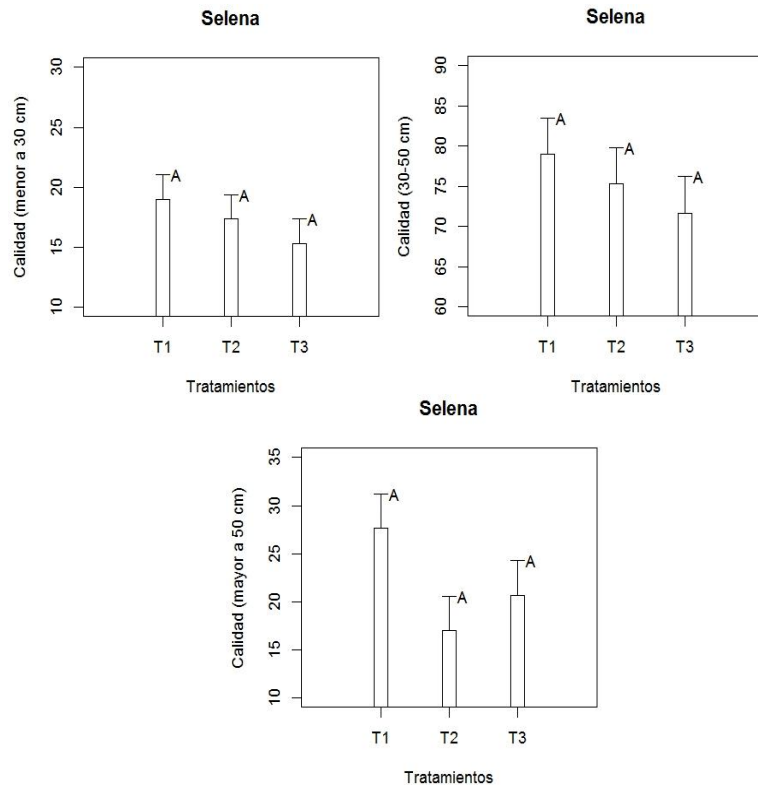 Selena
Calidad (menor a 30 cm)
30
25
20
15
10
A
A
A
T1 T2 T3
Tratamientos
Selena
Calidad (30-50 cm)
90
85
80
75
70
65
60
A
A
A
T1 T2 T3
Tratamientos
Selena
Calidad (mayor a 50 cm)
35
30
25
20
15
10
A
A
A
T1 T2 T3
Tratamientos